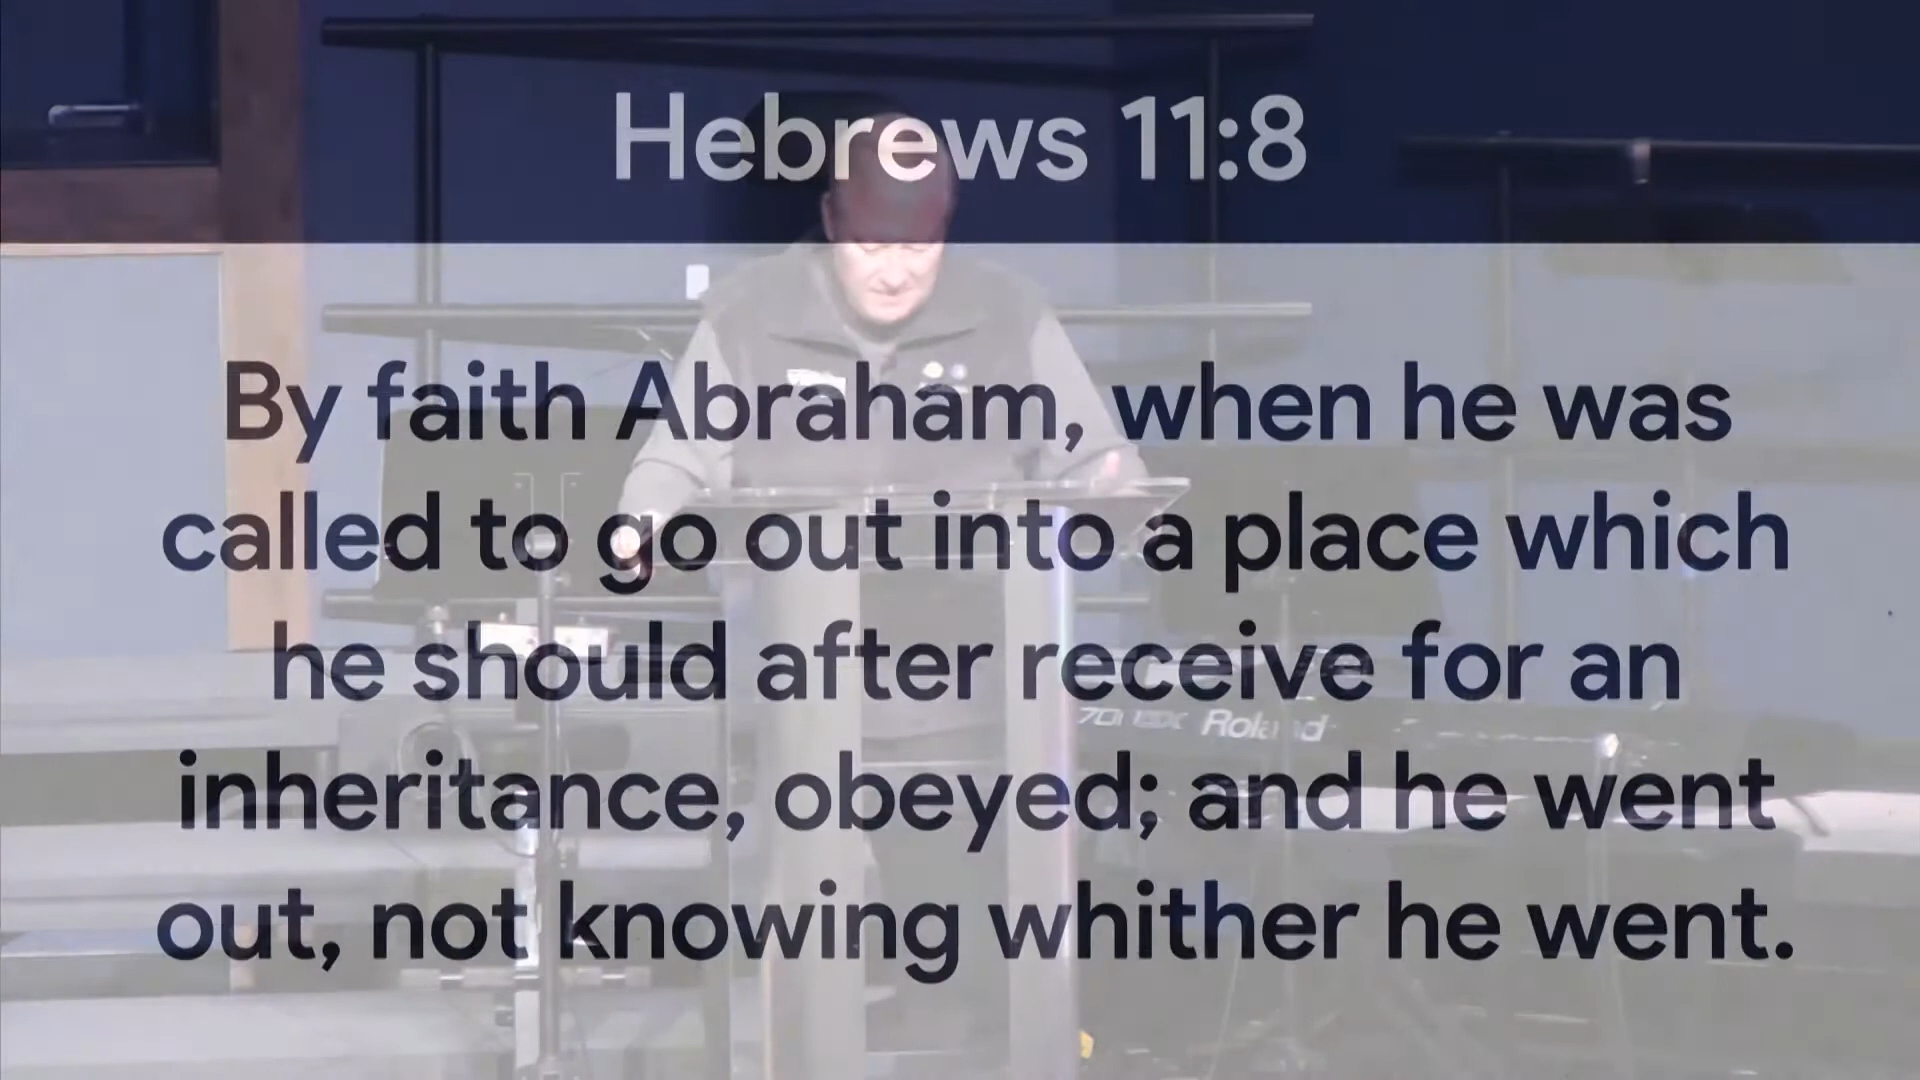 Hebrews 11:8
By faith Abraham, when he was
called to go out into a place which
he should after receive for an
inheritance, obeyed; and he went
out, not knowing whither he went.
Roland